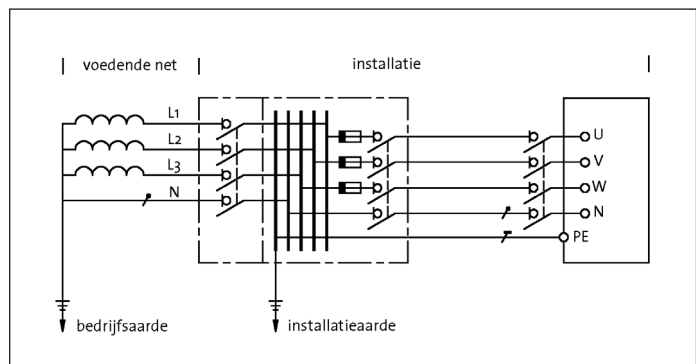 voedende net
installatie
L1
L2
L3
N
U
V
W
N
PE
bedrijfsaarde
installatieaarde